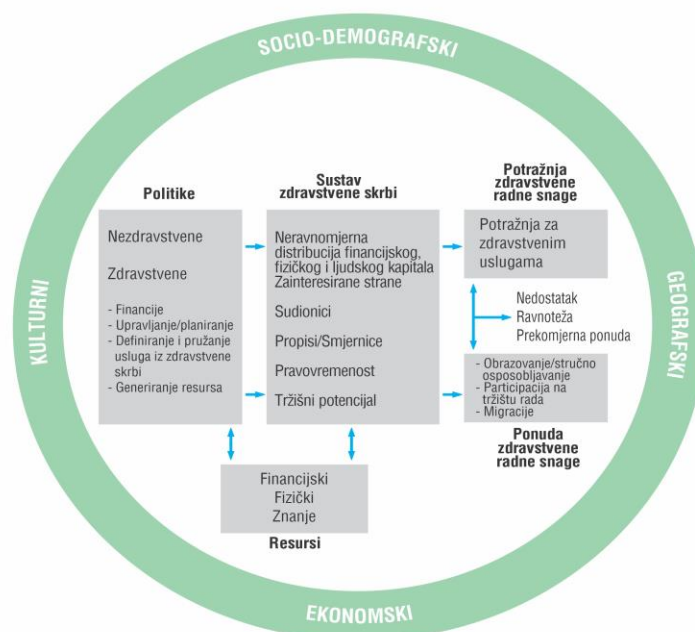 SOCIO-DEMOGRAFSKI
KULTURNI
GEOGRAFSKI
EKONOMSKI
Politike
Nezdravstvene
Zdravstvene
- Financije
- Upravljanje/planiranje
- Definiranje i pružanje
usluga iz zdravstvene
skrbi
- Generiranje resursa
Sustav
zdravstvene skrbi
Neravnomjerna
distribucija financijskog,
fizičkog i ljudskog kapitala
Zainteresirane strane
Sudionici
Propisi/Smjernice
Pravovremenost
Tržišni potencijal
Potražnja
zdravstvene
radne snage
Potražnja za
zdravstvenim
uslugama
Nedostatak
Ravnoteža
Prekomjerna ponuda
- Obrazovanje/stručno
osposobljavanje
- Participacija na
tržištu rada
- Migracije
Ponuda
zdravstvene
radne snage
Financijski
Fizički
Znanje
Resursi